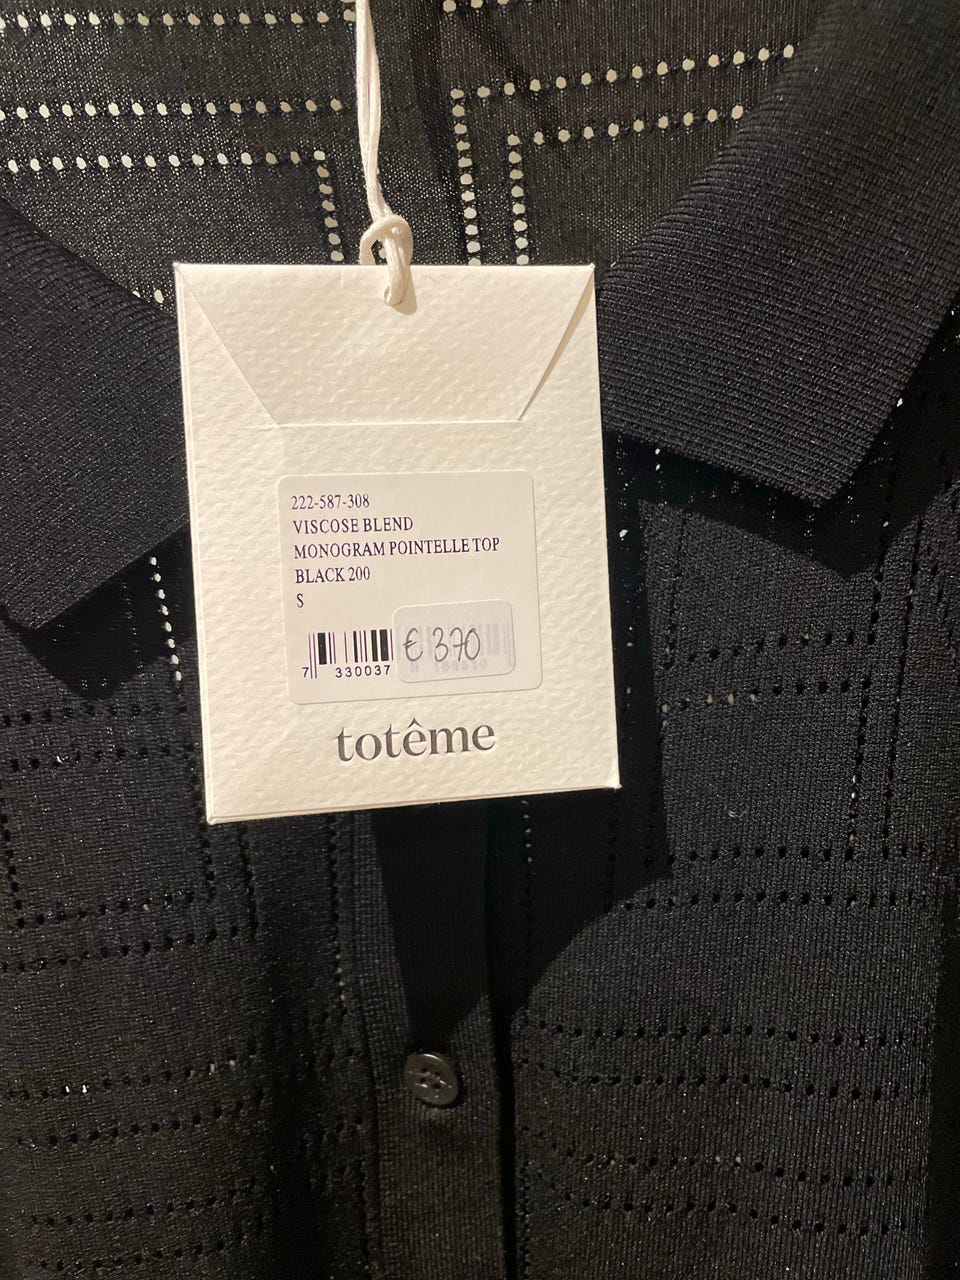 222-587-308
VISCOSE BLEND
MONOGRAM POINTELLE TOP
BLACK 200
S
€ 370
7 330037
totême